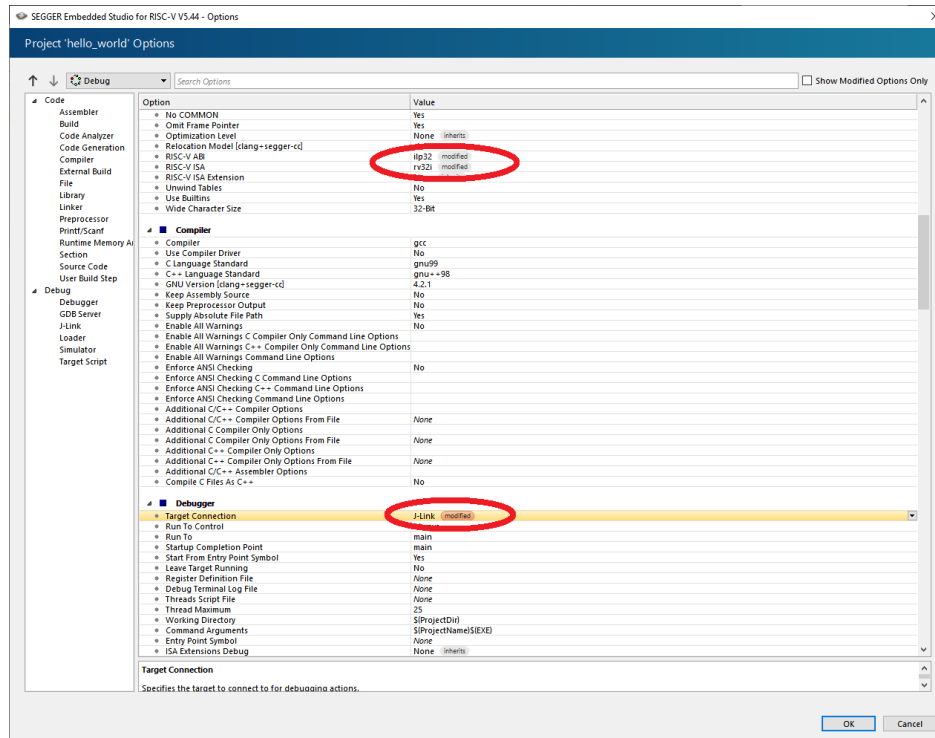 SEGGER Embedded Studio for RISC-V V5.44 - Options
Project 'hello_world' Options
Debug
Search Options
Show Modified Options Only
Code
Assembler
Build
Code Analyzer
Code Generation
Compiler
External Build
File
Library
Linker
Preprocessor
Printf/Scanf
Runtime Memory Ar
Section
Source Code
User Build Step
Debug
Debugger
GDB Server
J-Link
Loader
Simulator
Target Script
Option Value
No COMMON Yes
Omit Frame Pointer Yes
Optimization Level None inherits
Relocation Model [clang+segger-cc]
RISC-V ABI ilp32 modified
RISC-V ISA rv32i modified
RISC-V ISA Extension
Unwind Tables No
Use Builtins Yes
Wide Character Size 32-Bit
Compiler
Compiler gcc
Use Compiler Driver No
C Language Standard gnu99
C++ Language Standard gnu++98
GNU Version [clang+segger-cc] 4.2.1
Keep Assembly Source No
Keep Preprocessor Output No
Supply Absolute File Path Yes
Enable All Warnings No
Enable All Warnings C Compiler Only Command Line Options
Enable All Warnings C++ Compiler Only Command Line Options
Enable All Warnings Command Line Options
Enforce ANSI Checking No
Enforce ANSI Checking C Command Line Options
Enforce ANSI Checking C++ Command Line Options
Enforce ANSI Checking Command Line Options
Additional C/C++ Compiler Options
Additional C/C++ Compiler Options From File None
Additional C Compiler Only Options
Additional C Compiler Only Options From File None
Additional C++ Compiler Only Options
Additional C++ Compiler Only Options From File None
Additional C/C++ Assembler Options
Compile C Files As C++ No
Debugger
Target Connection J-Link modified
Run To Control
Run To main
Startup Completion Point main
Start From Entry Point Symbol Yes
Leave Target Running No
Register Definition File None
Debug Terminal Log File None
Threads Script File None
Thread Maximum 25
Working Directory $(ProjectDir)
Command Arguments $(ProjectName)$(EXE)
Entry Point Symbol None
ISA Extensions Debug None inherits
Target Connection
Specifies the target to connect to for debugging actions.
OK
Cancel